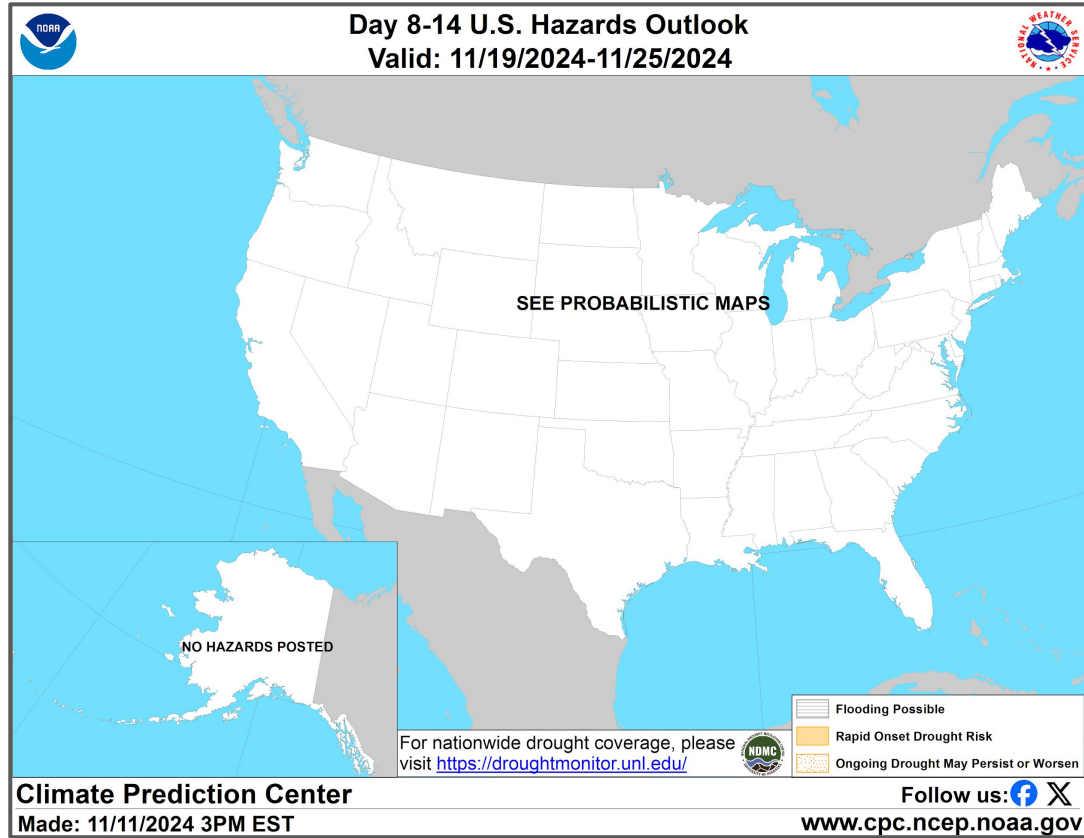 NOAA
Day 8-14 U.S. Hazards Outlook
Valid: 11/19/2024-11/25/2024
NATIONAL WEATHER SERVICE
SEE PROBABILISTIC MAPS
NO HAZARDS POSTED
For nationwide drought coverage, please
visit https://droughtmonitor.unl.edu/
NDMC
Flooding Possible
Rapid Onset Drought Risk
Ongoing Drought May Persist or Worsen
Climate Prediction Center
Follow us:
Made: 11/11/2024 3PM EST
www.cpc.ncep.noaa.gov